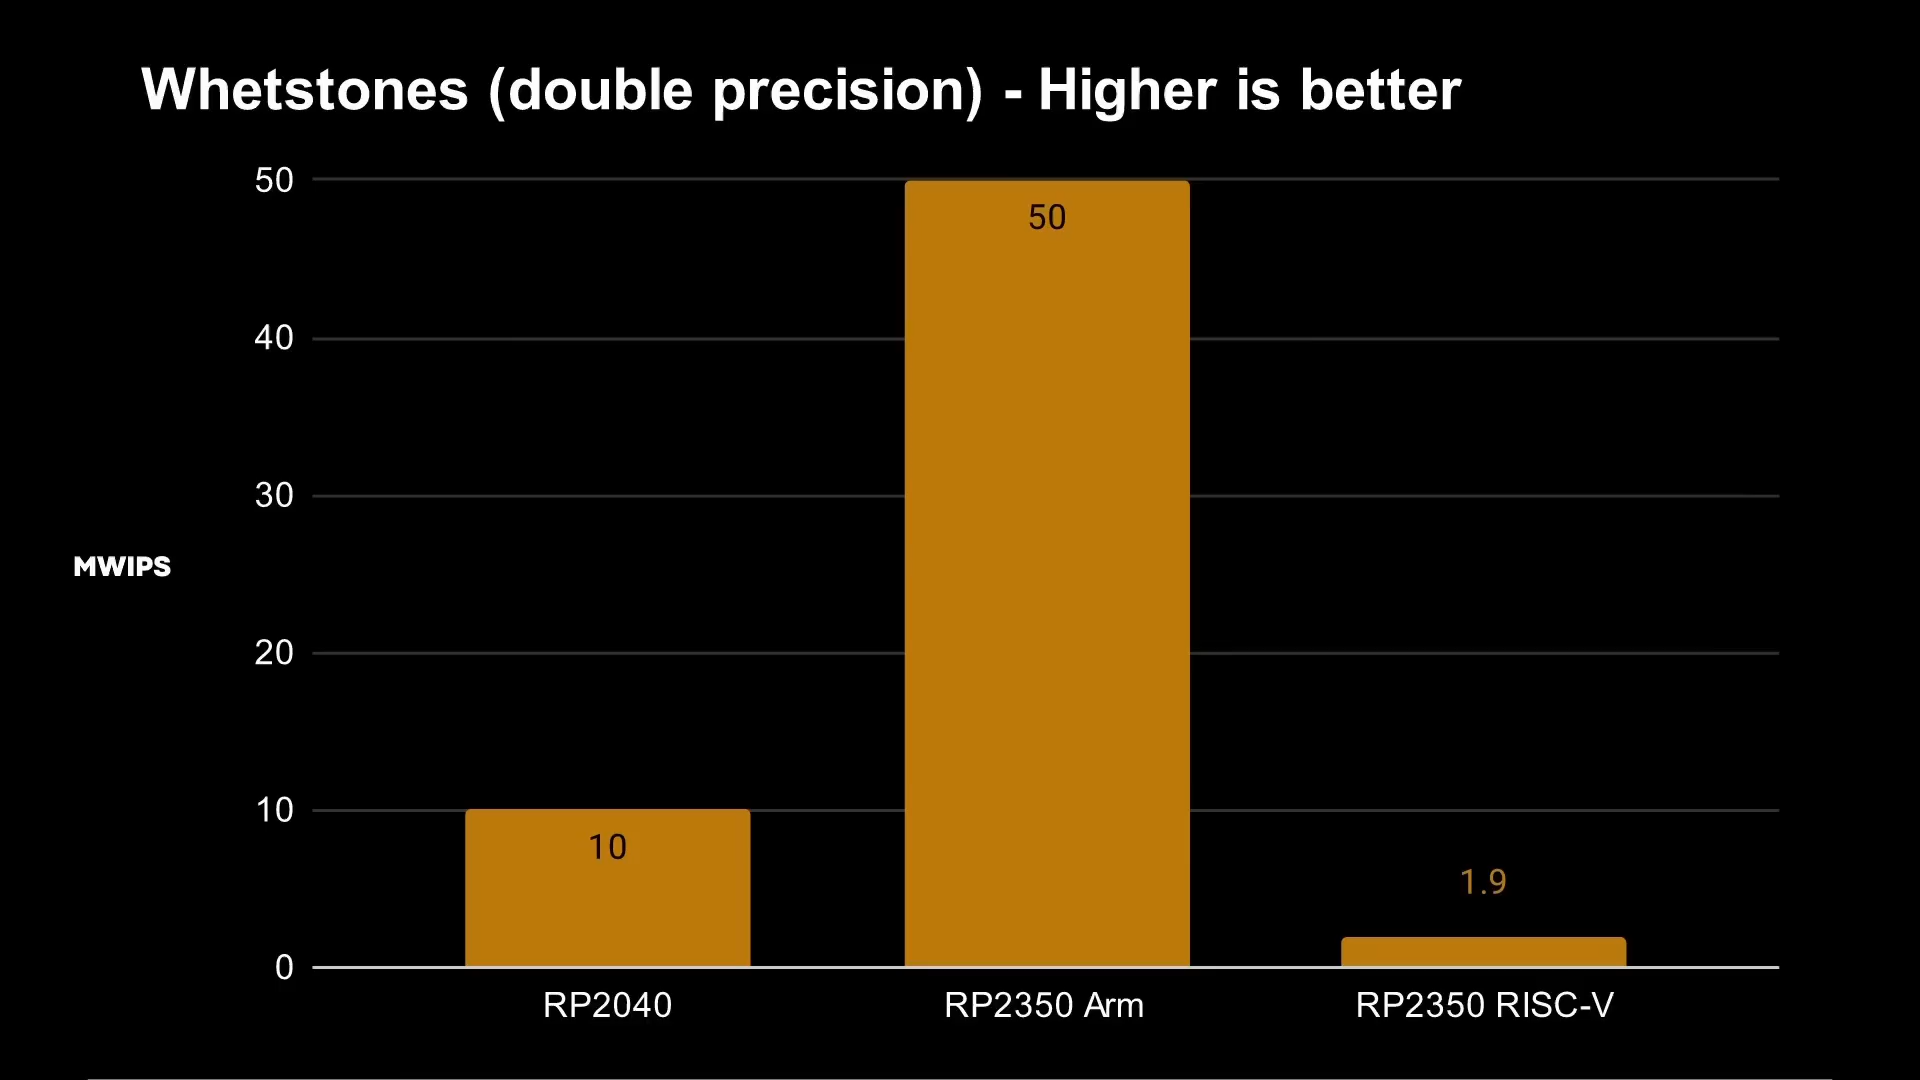 Whetstones (double precision) - Higher is better
50
50
40
30
MWIPS
20
10
10
1.9
0
RP2040
RP2350 Arm
RP2350 RISC-V